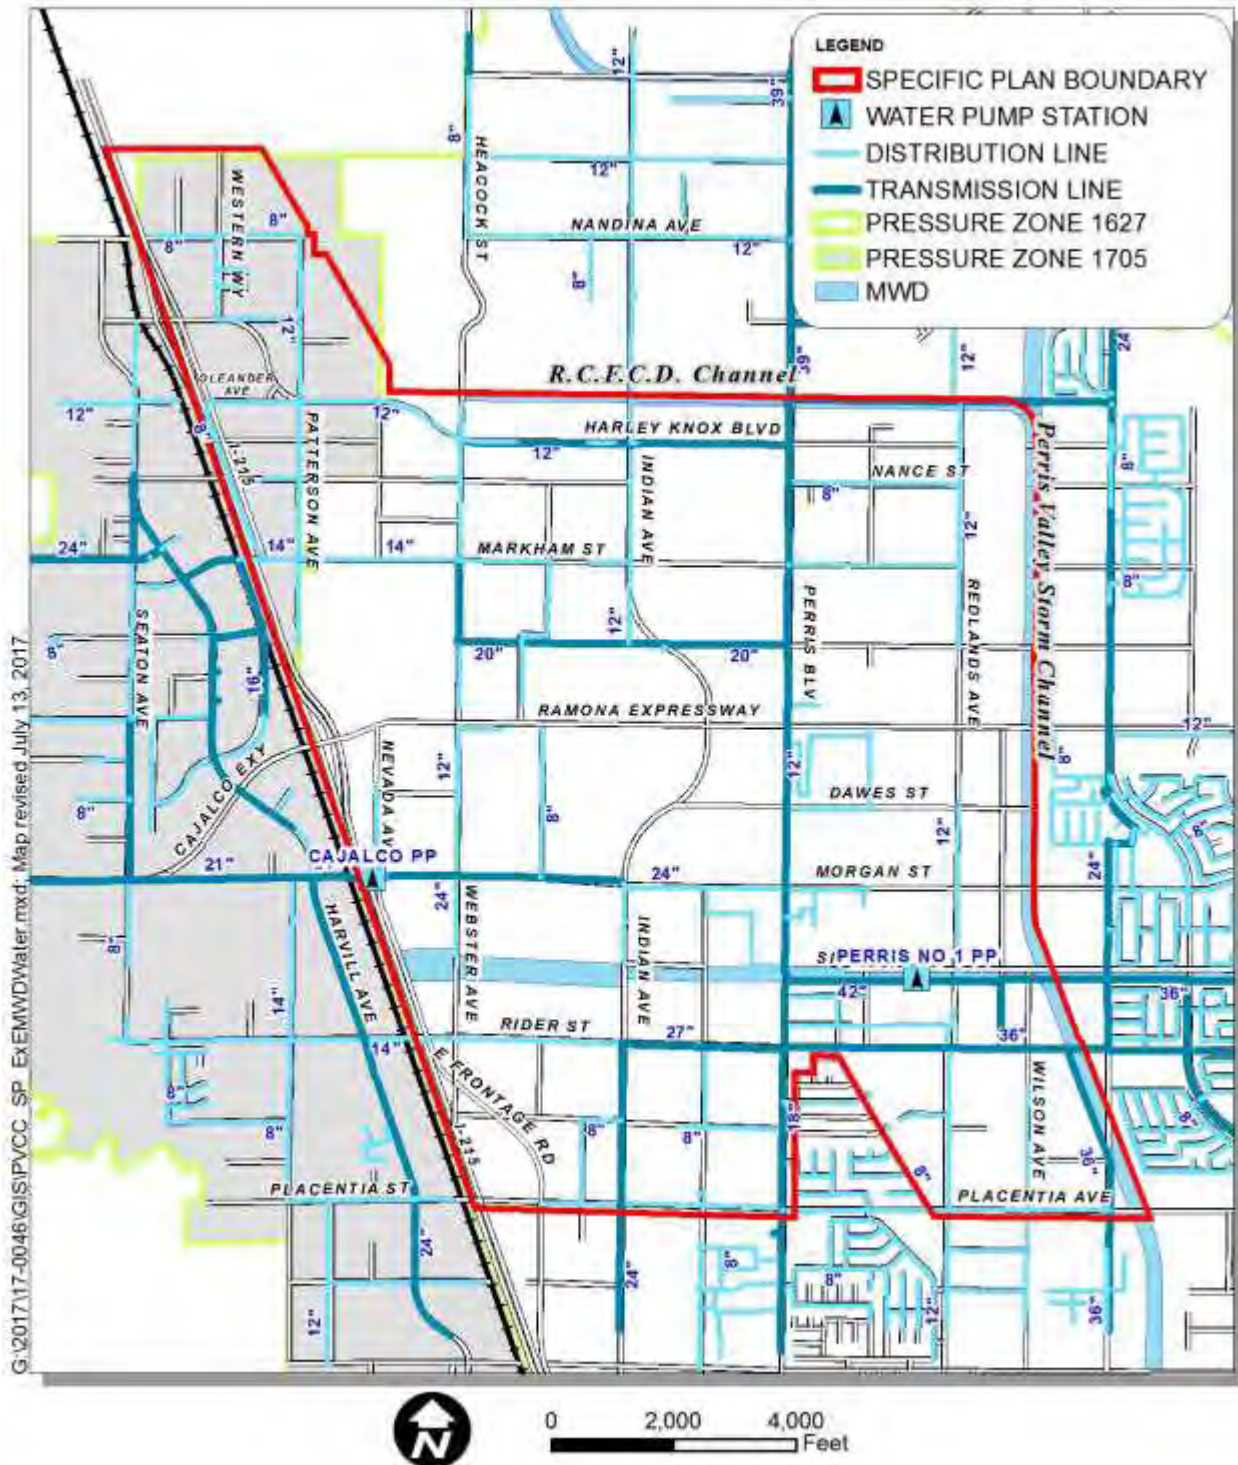 LEGEND
SPECIFIC PLAN BOUNDARY
WATER PUMP STATION
DISTRIBUTION LINE
TRANSMISSION LINE
PRESSURE ZONE 1627
PRESSURE ZONE 1705
MWD
12"
39"
8"
HEACOCK ST
12"
WESTERN WY
8"
8"
NANDINA AVE
12"
8"
12"
39"
12"
24"
R.C.F.C.D. Channel
OLEANDER
AVE
12"
8"
12"
I-215
PATTERSON AVE
HARLEY KNOX BLVD
12"
INDIAN AVE
NANCE ST
8"
12"
Perris Valley Storm Channel
8"
24"
14"
14"
MARKHAM ST
8"
SEATON AVE
8"
16"
12"
20"
20"
PERRIS BLV
REDLANDS AVE
RAMONA EXPRESSWAY
12"
CAJALCO EXY
NEVADA AV
12"
8"
12"
DAWES ST
12"
8"
8"
8"
21"
CAJALCO PP
24"
24"
MORGAN ST
24"
8"
HARVILL AVE
WEBSTER AVE
INDIAN AVE
PERRIS NO 1 PP
42"
36"
14"
14"
RIDER ST
27"
36"
8"
8"
E FRONTAGE RD
I-215
8"
8"
18"
8"
WILSON AVE
36"
8"
PLACENTIA ST
PLACENTIA AVE
24"
12"
24"
8"
8"
12"
36"
G:\2017\17-0046\GIS\PVCC_SP_ExEMWDWater.mxd; Map revised July 13, 2017
N
0 2,000 4,000
Feet